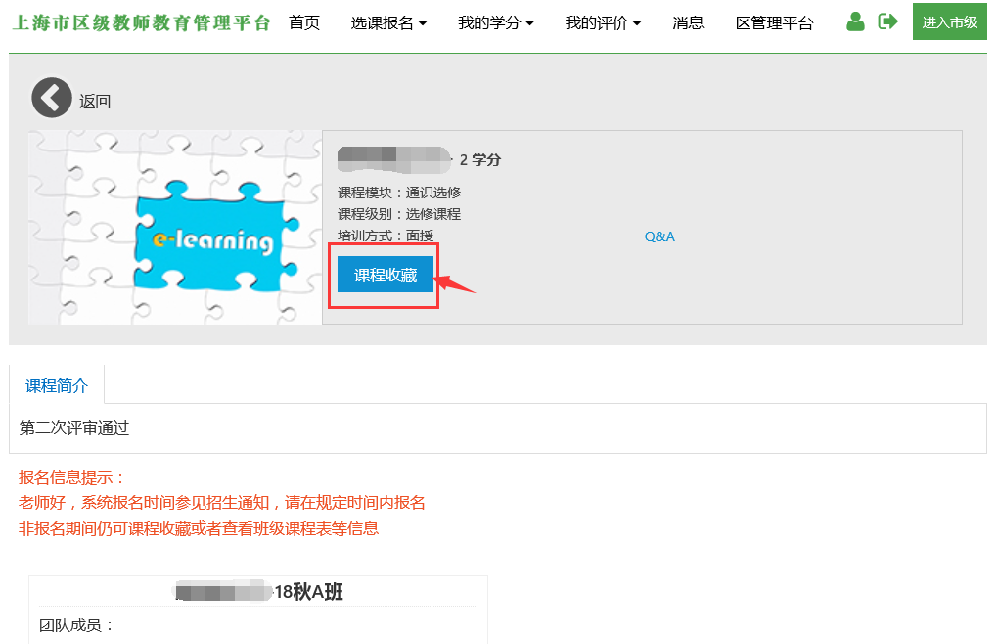 上海市区级教师教育管理平台 首页 选课报名 我的学分 我的评价 消息 区管理平台 进入市级
返回
2 学分
课程模块：通识选修
课程级别：选修课程
培训方式：面授
Q&A
e-learning
课程收藏
课程简介
第二次评审通过
报名信息提示：
老师好，系统报名时间参见招生通知，请在规定时间内报名
非报名期间仍可课程收藏或者查看班级课程表等信息
-18秋A班
团队成员：